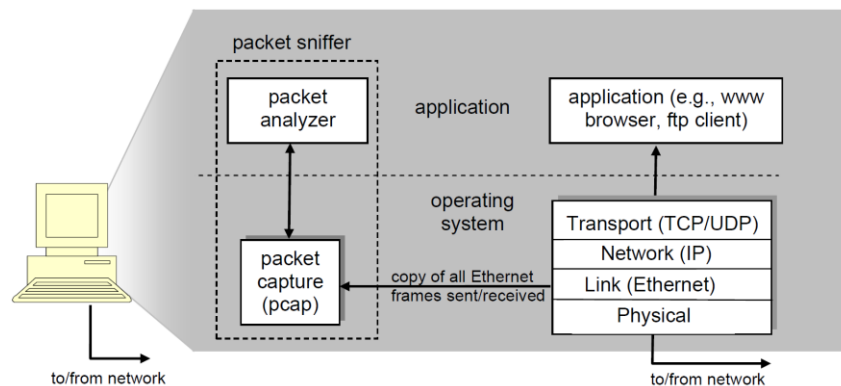 packet sniffer
packet
analyzer
application
application (e.g., www
browser, ftp client)
operating
system
packet
capture
(pcap)
copy of all Ethernet
frames sent/received
Transport (TCP/UDP)
Network (IP)
Link (Ethernet)
Physical
to/from network
to/from network